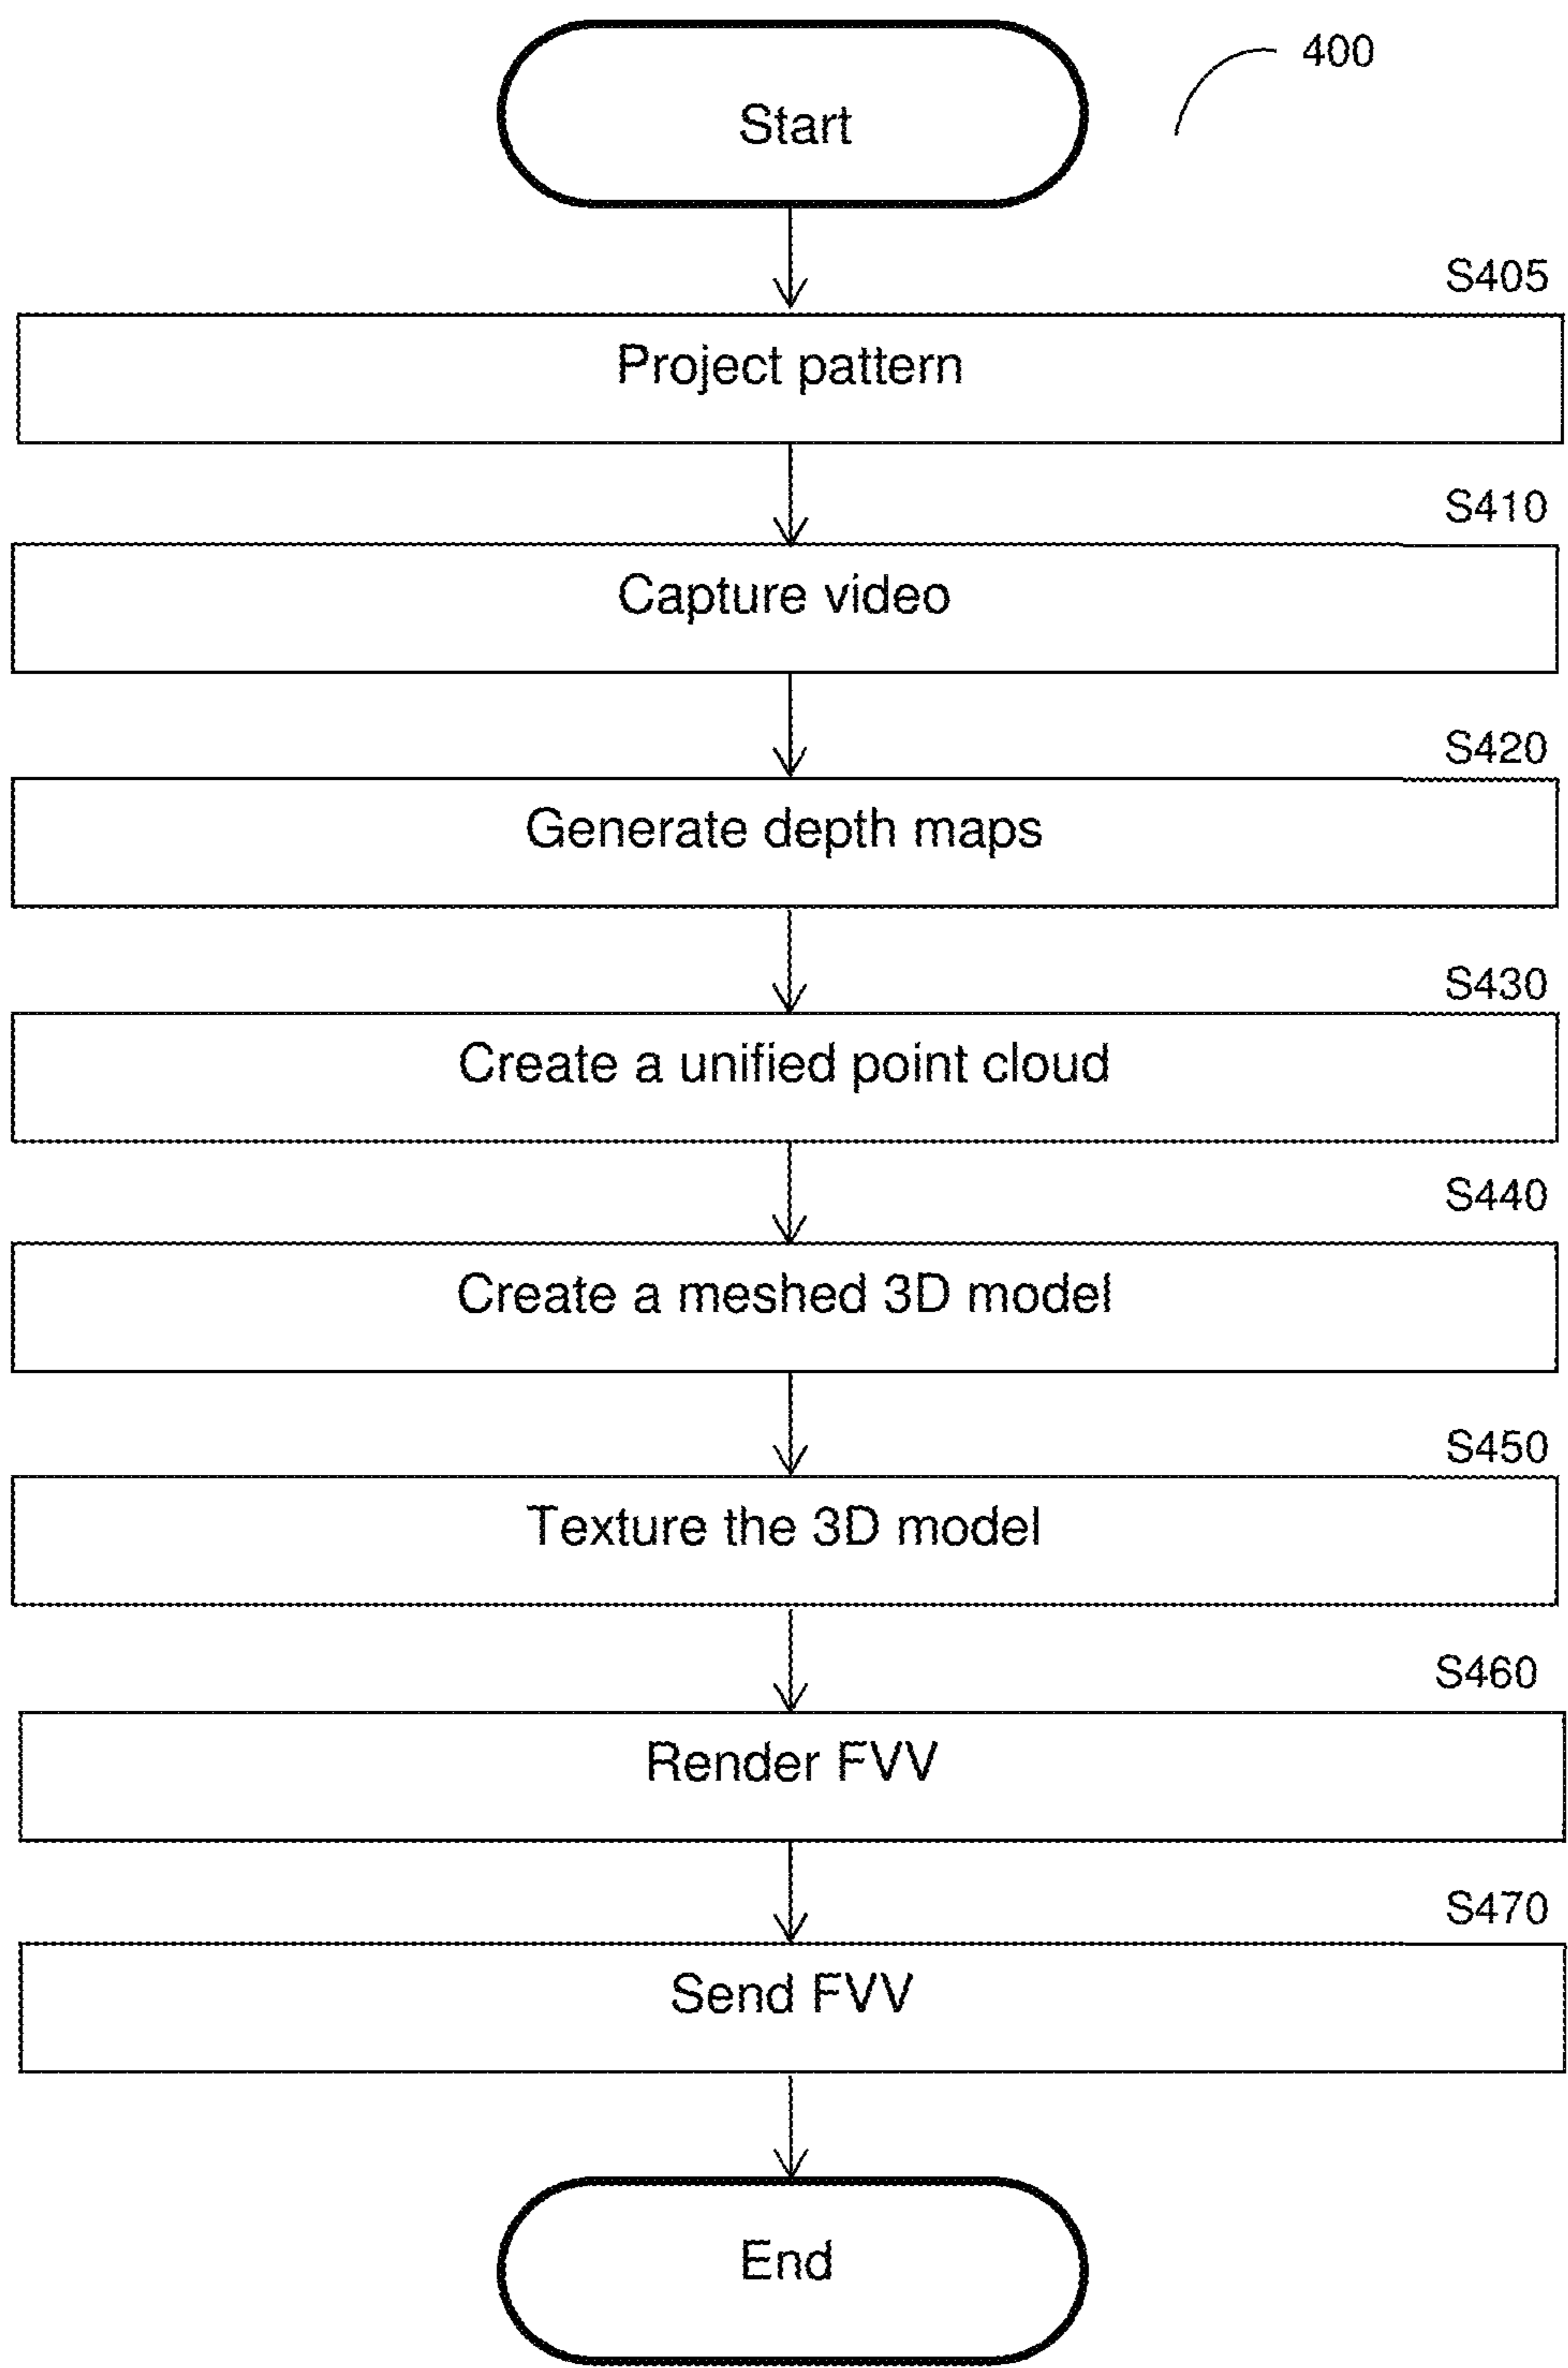 400
Start
S405
Project pattern
S410
Capture video
S420
Generate depth maps
S430
Create a unified point cloud
S440
Create a meshed 3D model
S450
Texture the 3D model
S460
Render FVV
S470
Send FVV
End